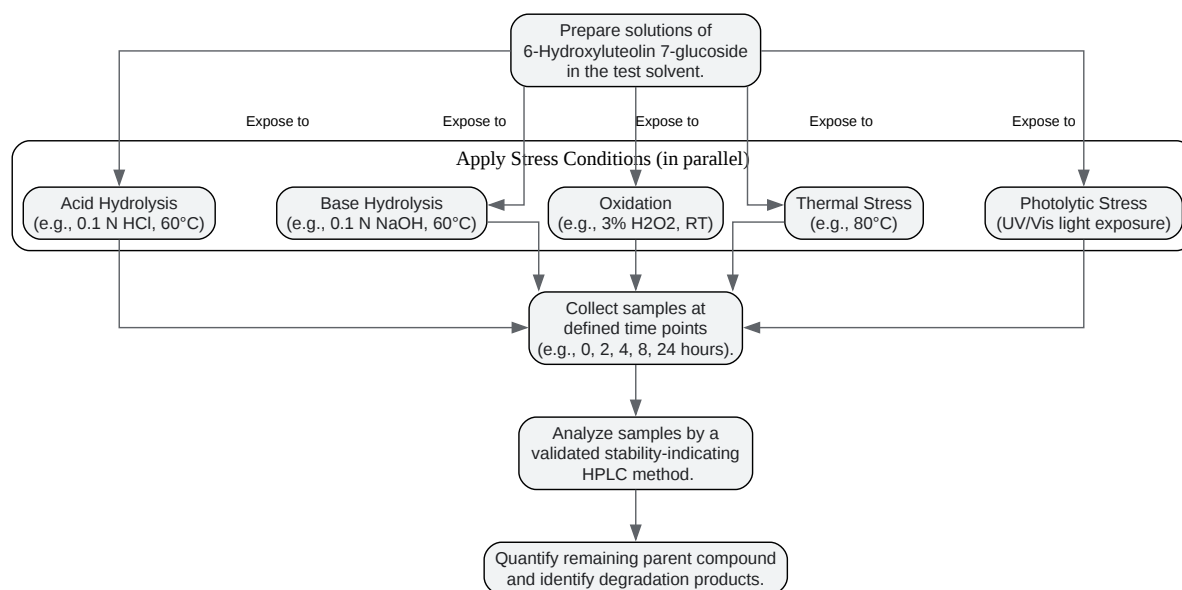 Prepare solutions of
6-Hydroxyluteolin 7-glucoside
in the test solvent.
Expose to
Expose to
Expose to
Expose to
Expose to
Apply Stress Conditions (in parallel)
Acid Hydrolysis
(e.g., 0.1 N HCl, 60°C)
Base Hydrolysis
(e.g., 0.1 N NaOH, 60°C)
Oxidation
(e.g., 3% H2O2, RT)
Thermal Stress
(e.g., 80°C)
Photolytic Stress
(UV/Vis light exposure)
Collect samples at
defined time points
(e.g., 0, 2, 4, 8, 24 hours).
Analyze samples by a
validated stability-indicating
HPLC method.
Quantify remaining parent compound
and identify degradation products.